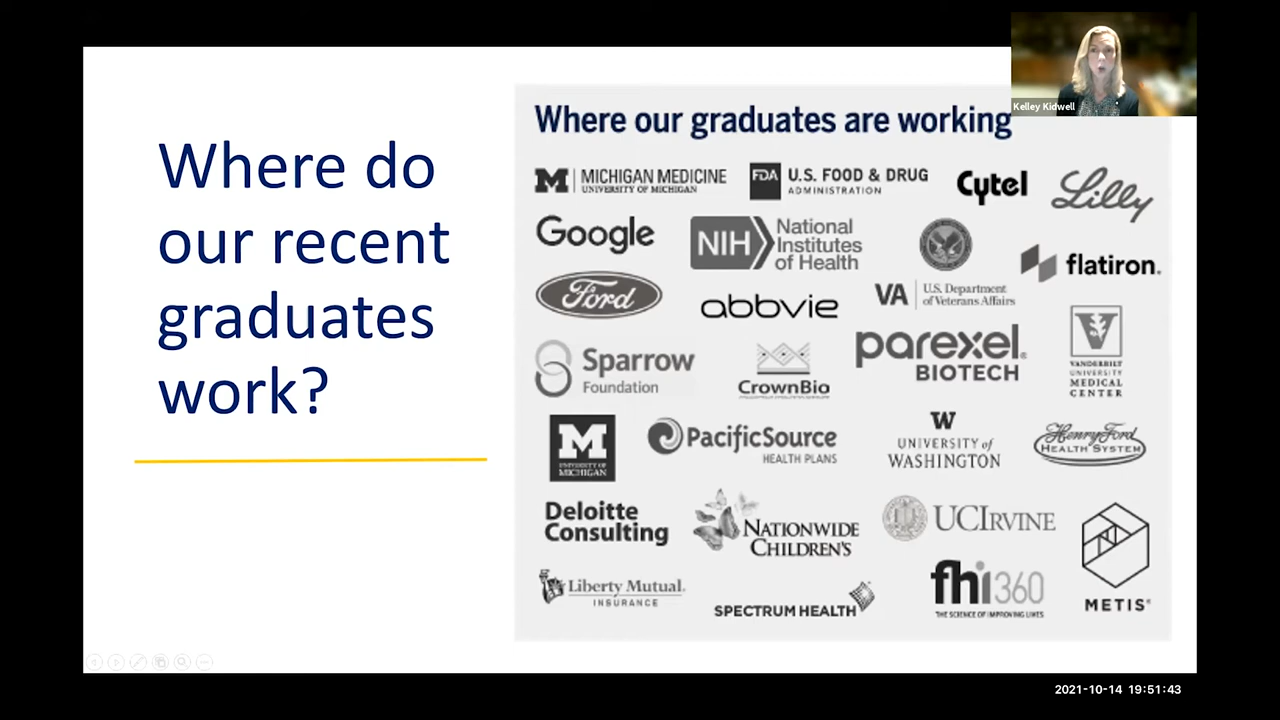 Where do
our recent
graduates
work?
Where our graduates are working
Kelley Kidwell
M
MICHIGAN MEDICINE
UNIVERSITY OF MICHIGAN
FDA
U.S. FOOD & DRUG
ADMINISTRATION
Cytel
Lilly
Google
NIH
National
Institutes
of Health
flatiron.
Ford
abbvie
VA
U.S. Department
of Veterans Affairs
Sparrow
Foundation
CrownBio
parexel®
BIOTECH
V
VANDERBILT
UNIVERSITY
MEDICAL
CENTER
M
UNIVERSITY OF
MICHIGAN
PacificSource
HEALTH PLANS
W
UNIVERSITY of
WASHINGTON
Henry Ford
HEALTH SYSTEM
Deloitte
Consulting
NATIONWIDE
CHILDREN'S
UCIRVINE
METIS®
Liberty Mutual.
INSURANCE
SPECTRUM HEALTH
fhi360
THE SCIENCE OF IMPROVING LIVES
2021-10-14 19:51:43